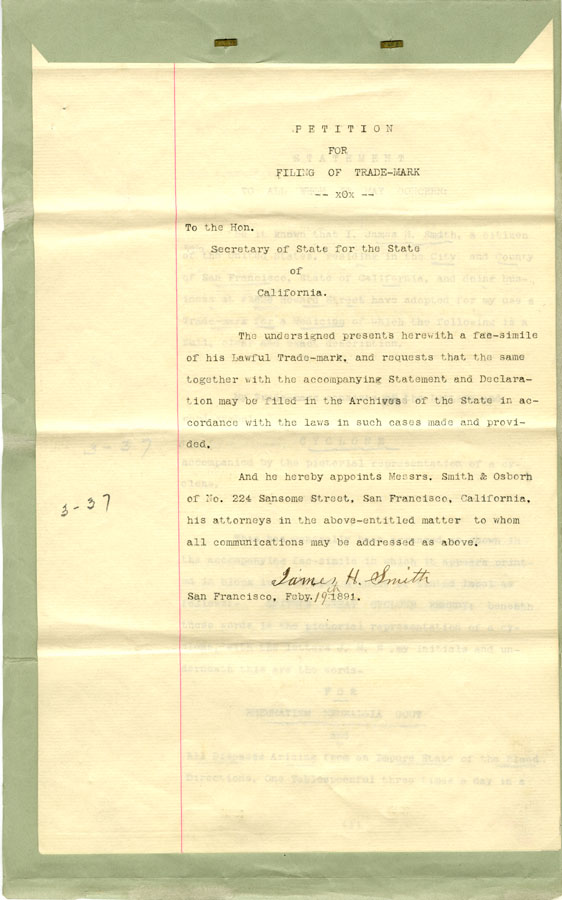 PETITION
FOR
FILING OF TRADE-MARK
-- xOx --
To the Hon.
Secretary of State for the State
of
California.
The undersigned presents herewith a fac-simile
of his Lawful Trade-mark, and requests that the same
together with the accompanying Statement and Declara-
tion may be filed in the Archives of the State in ac-
cordance with the laws in such cases made and provi-
ded.
And he hereby appoints Messrs. Smith & Osborn
of No. 224 Sansome Street, San Francisco, California,
his attorneys in the above-entitled matter to whom
all communications may be addressed as above.
James H. Smith
San Francisco, Feby. 19th 1891.
3-37